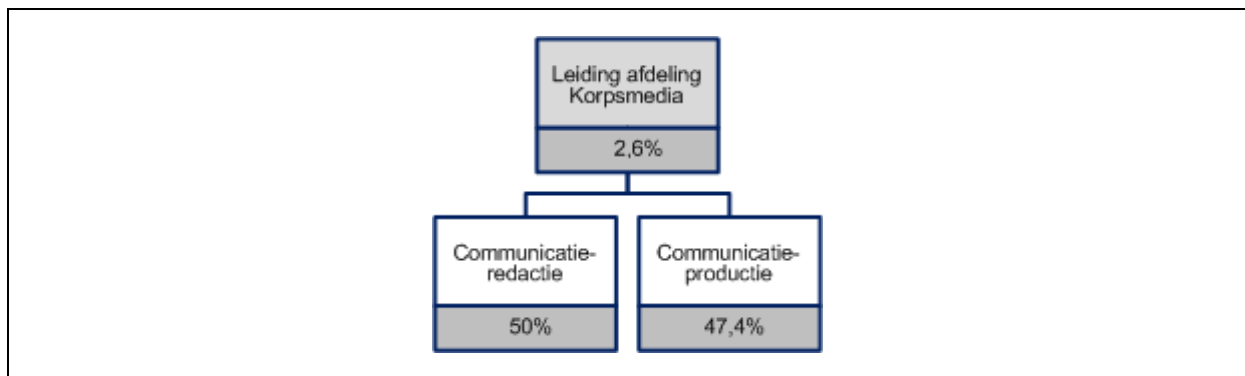 Leiding afdeling
Korpsmedia
2,6%
Communicatie-
redactie
50%
Communicatie-
productie
47,4%